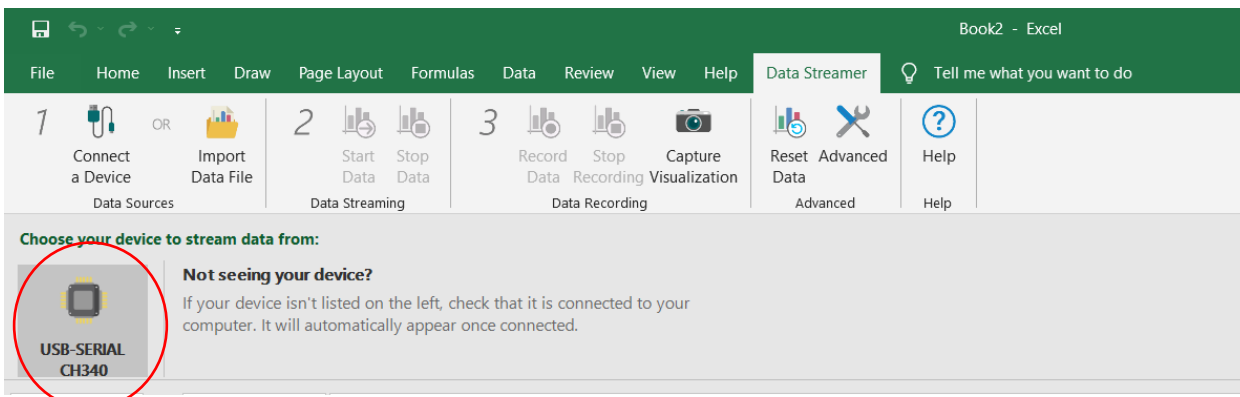 Book2 - Excel
File Home Insert Draw Page Layout Formulas Data Review View Help Data Streamer Tell me what you want to do
1 OR 2 3
Connect a Device
Import Data File
Start Data
Stop Data
Record Data
Stop Recording
Capture Visualization
Reset Data
Advanced
Help
Data Sources Data Streaming Data Recording Advanced Help
Choose your device to stream data from:
USB-SERIAL
CH340
Not seeing your device?
If your device isn't listed on the left, check that it is connected to your
computer. It will automatically appear once connected.